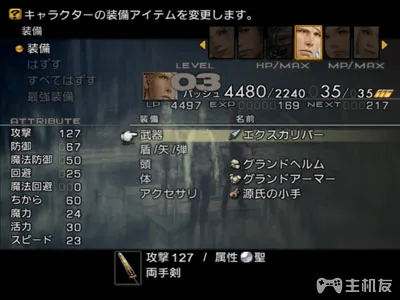 キャラクターの装備アイテムを変更します。
装備
装備
はずす
すべてはずす
最強装備
LEVEL HP/MAX MP/MAX
03
バッシュ 4480/2240 35/35
LP 4497 EXP 169 NEXT 217
ATTRIBUTE
攻撃 127
防御 67
魔法防御 50
回避 25
魔法回避 0
ちから 60
魔力 24
活力 30
スピード 23
装備 名前
武器 エクスカリバー
盾/矢/弾
頭 グランドヘルム
体 グランドアーマー
アクセサリ 源氏の小手
攻撃127 / 属性 聖
両手剣
主机友